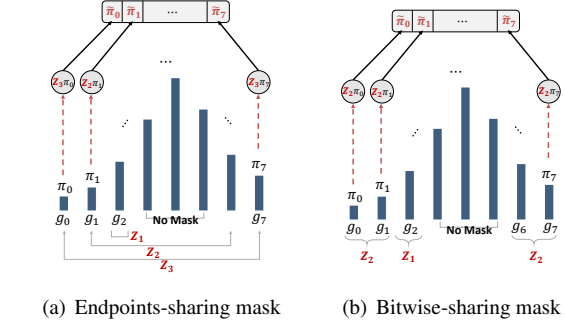 π̃₀ π̃₁ ... π̃₇
Z₃π₀ Z₂π₁ ... Z₃π₇
π₀ π₁ ... ... π₇
g₀ g₁ g₂ No Mask g₇
Z₁
Z₂
Z₃
(a) Endpoints-sharing mask
π̃₀ π̃₁ ... π̃₇
Z₂π₀ Z₂π₁ ... Z₂π₇
π₀ π₁ ... ... π₇
g₀ g₁ g₂ No Mask g₆ g₇
Z₂ Z₁ Z₂
(b) Bitwise-sharing mask